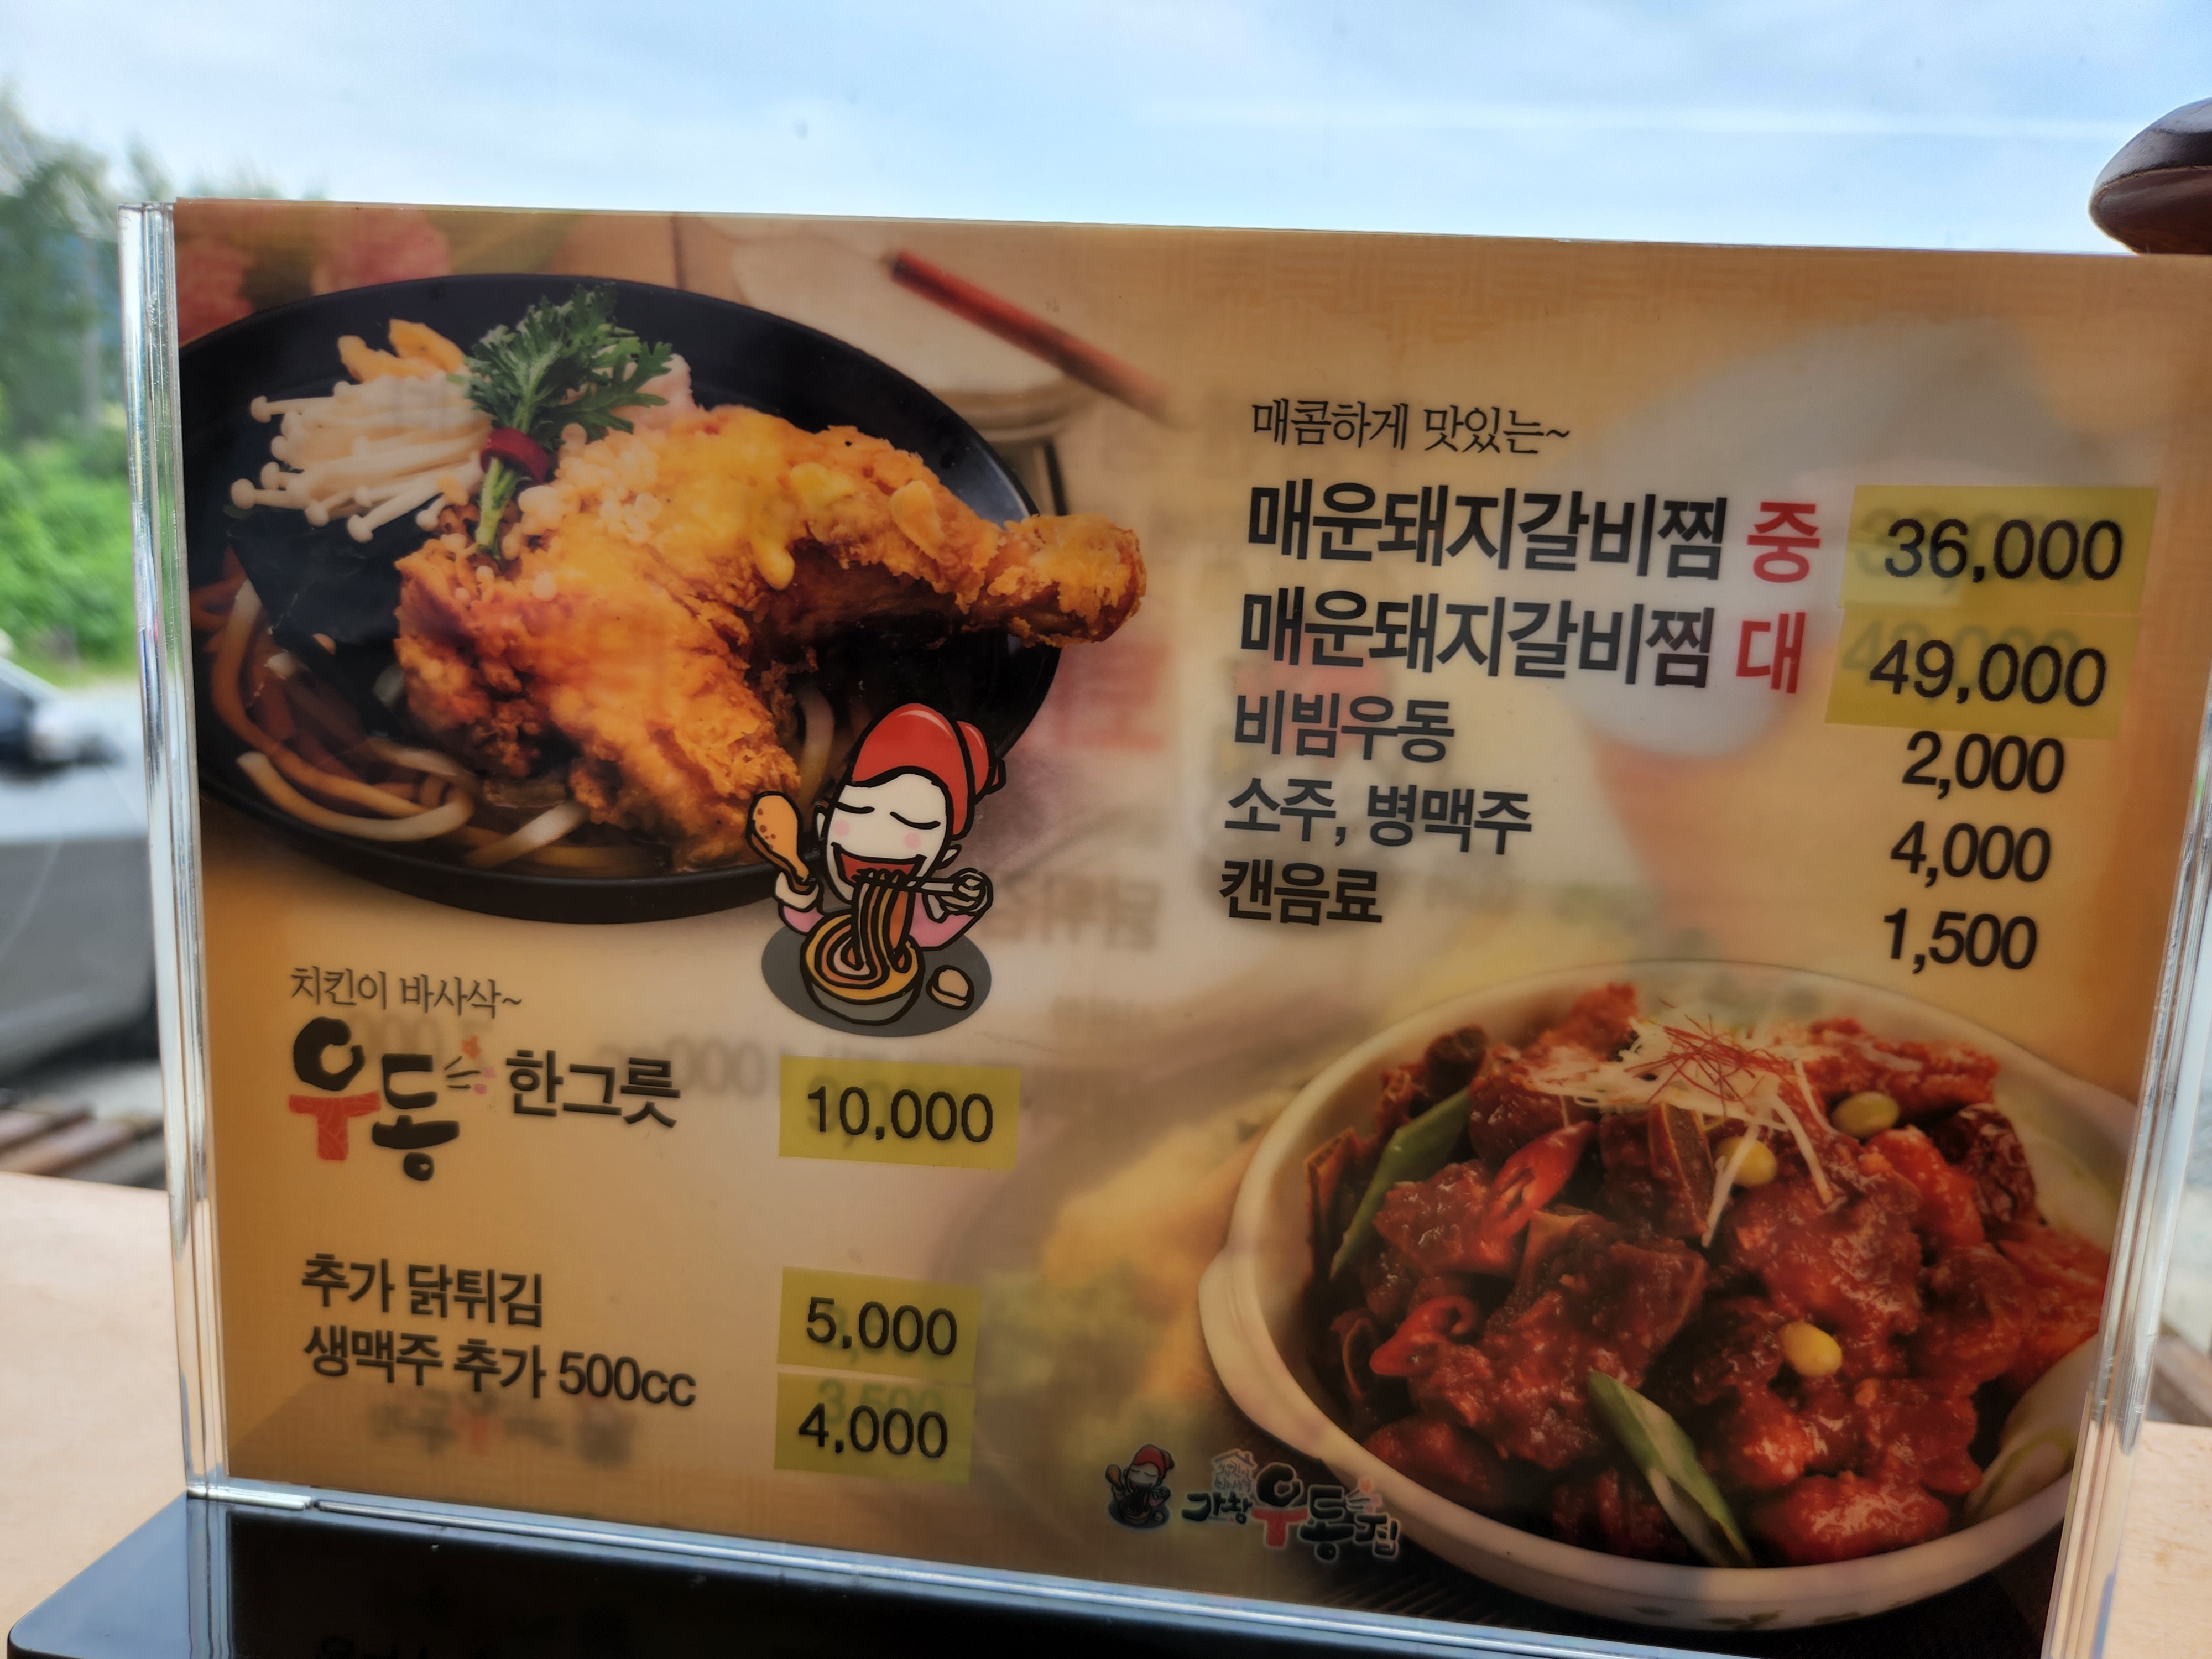 치킨이 바사삭~
우동 한그릇 10,000
추가 닭튀김 5,000
생맥주 추가 500cc 4,000
매콤하게 맛있는~
매운돼지갈비찜 중 36,000
매운돼지갈비찜 대 49,000
비빔우동 2,000
소주, 병맥주 4,000
캔음료 1,500
가창 우동집